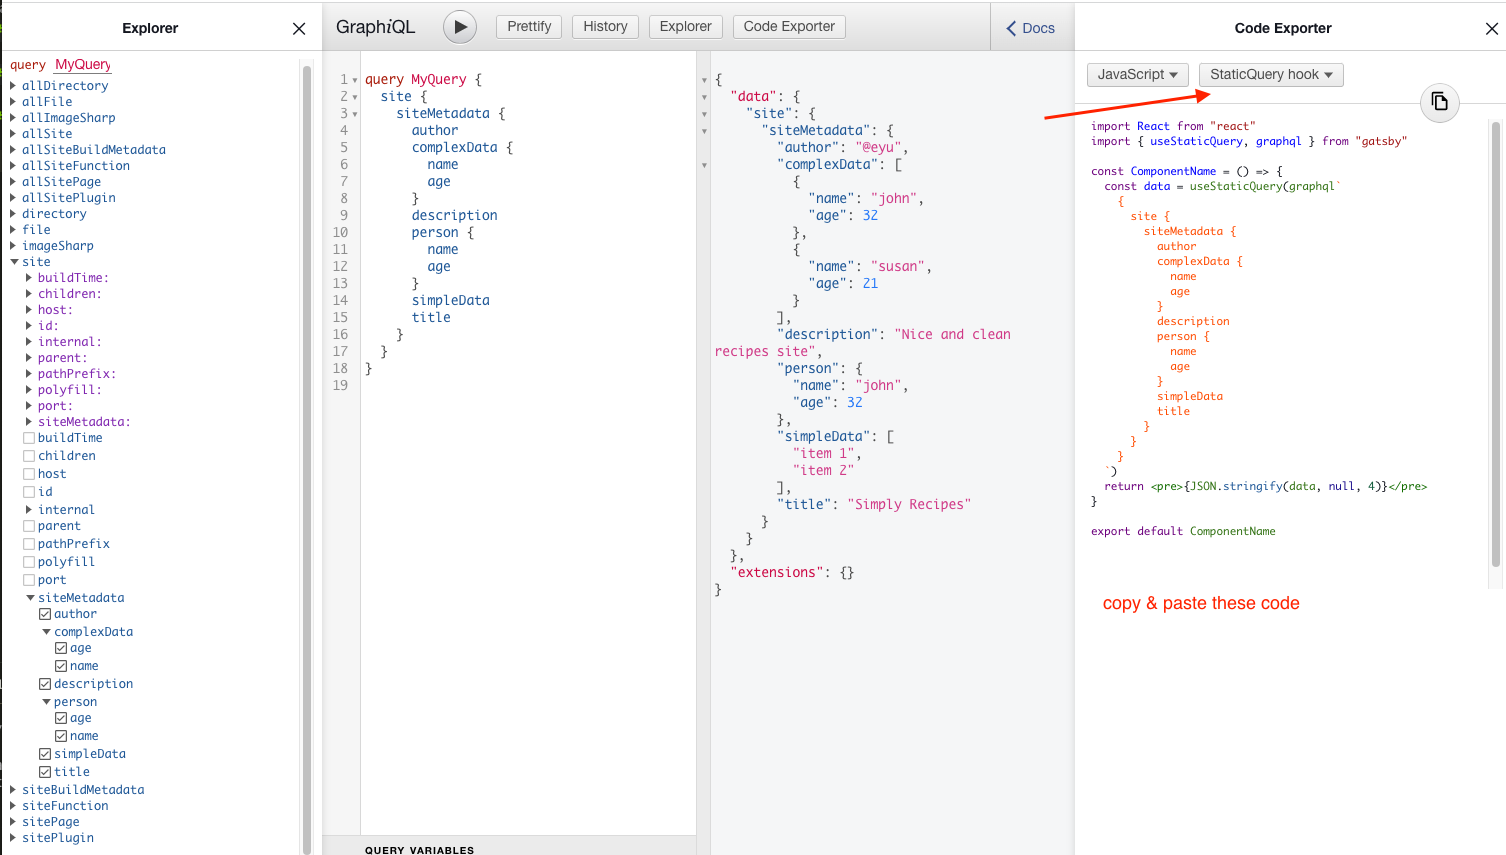 Explorer
query MyQuery
allDirectory
allFile
allImageSharp
allSite
allSiteBuildMetadata
allSiteFunction
allSitePage
allSitePlugin
directory
file
imageSharp
site
buildTime:
children:
host:
id:
internal:
parent:
pathPrefix:
polyfill:
port:
siteMetadata:
buildTime
children
host
id
internal
parent
pathPrefix
polyfill
port
siteMetadata
author
complexData
age
name
description
person
age
name
simpleData
title
siteBuildMetadata
siteFunction
sitePage
sitePlugin
GraphiQL
Prettify
History
Explorer
Code Exporter
Docs
1 query MyQuery {
2 site {
3 siteMetadata {
4 author
5 complexData {
6 name
7 age
8 }
9 description
10 person {
11 name
12 age
13 }
14 simpleData
15 title
16 }
17 }
18 }
19
QUERY VARIABLES
{
"data": {
"site": {
"siteMetadata": {
"author": "@eyu",
"complexData": [
{
"name": "john",
"age": 32
},
{
"name": "susan",
"age": 21
}
],
"description": "Nice and clean
recipes site",
"person": {
"name": "john",
"age": 32
},
"simpleData": [
"item 1",
"item 2"
],
"title": "Simply Recipes"
}
}
},
"extensions": {}
}
Code Exporter
JavaScript
StaticQuery hook
import React from "react"
import { useStaticQuery, graphql } from "gatsby"
const ComponentName = () => {
const data = useStaticQuery(graphql`
{
site {
siteMetadata {
author
complexData {
name
age
}
description
person {
name
age
}
simpleData
title
}
}
}
`)
return <pre>{JSON.stringify(data, null, 4)}</pre>
}
export default ComponentName
copy & paste these code